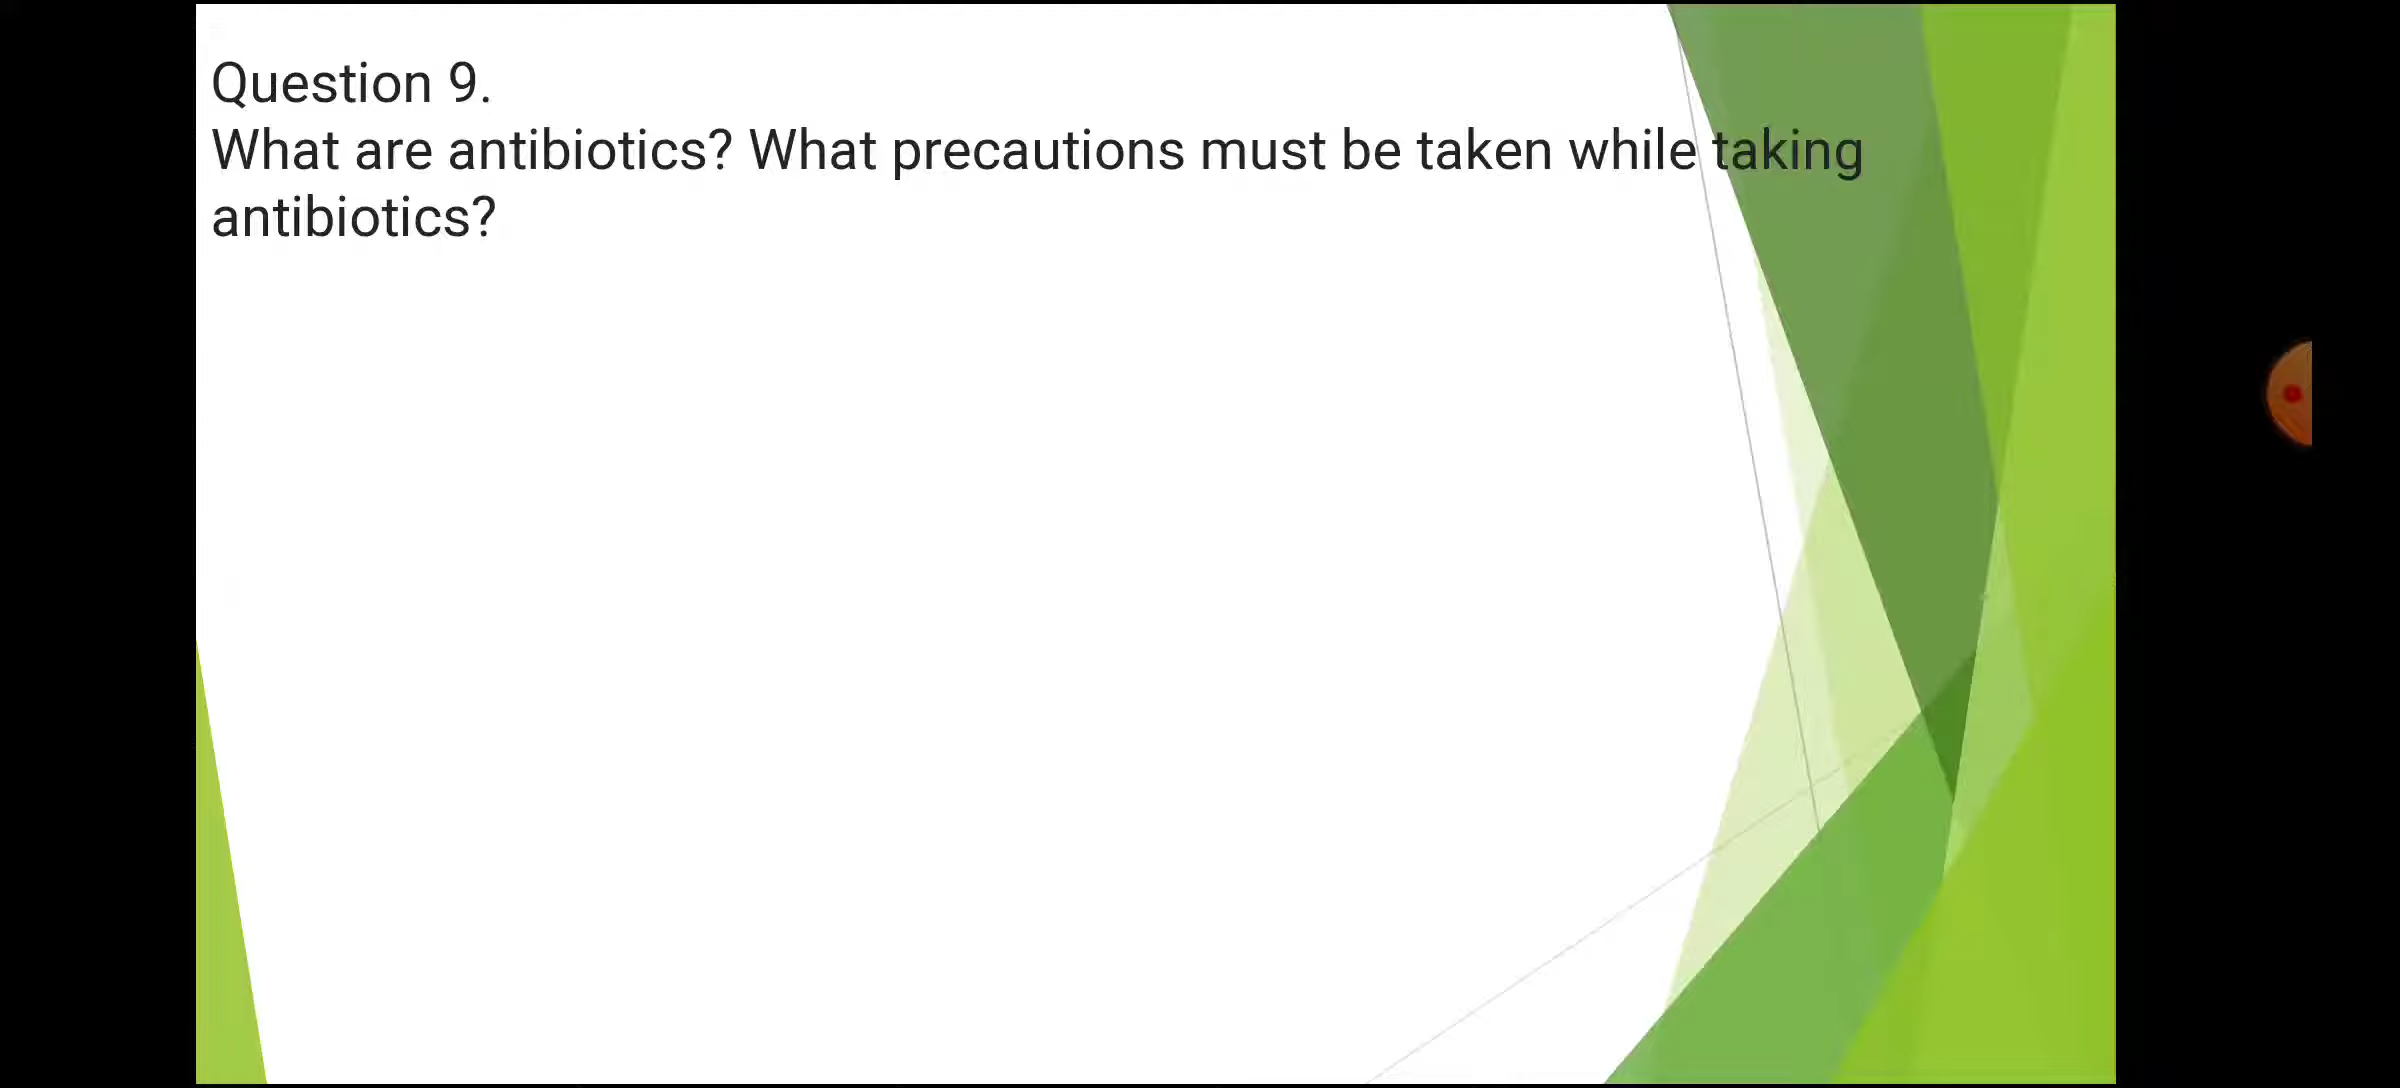 Question 9.
What are antibiotics? What precautions must be taken while taking
antibiotics?